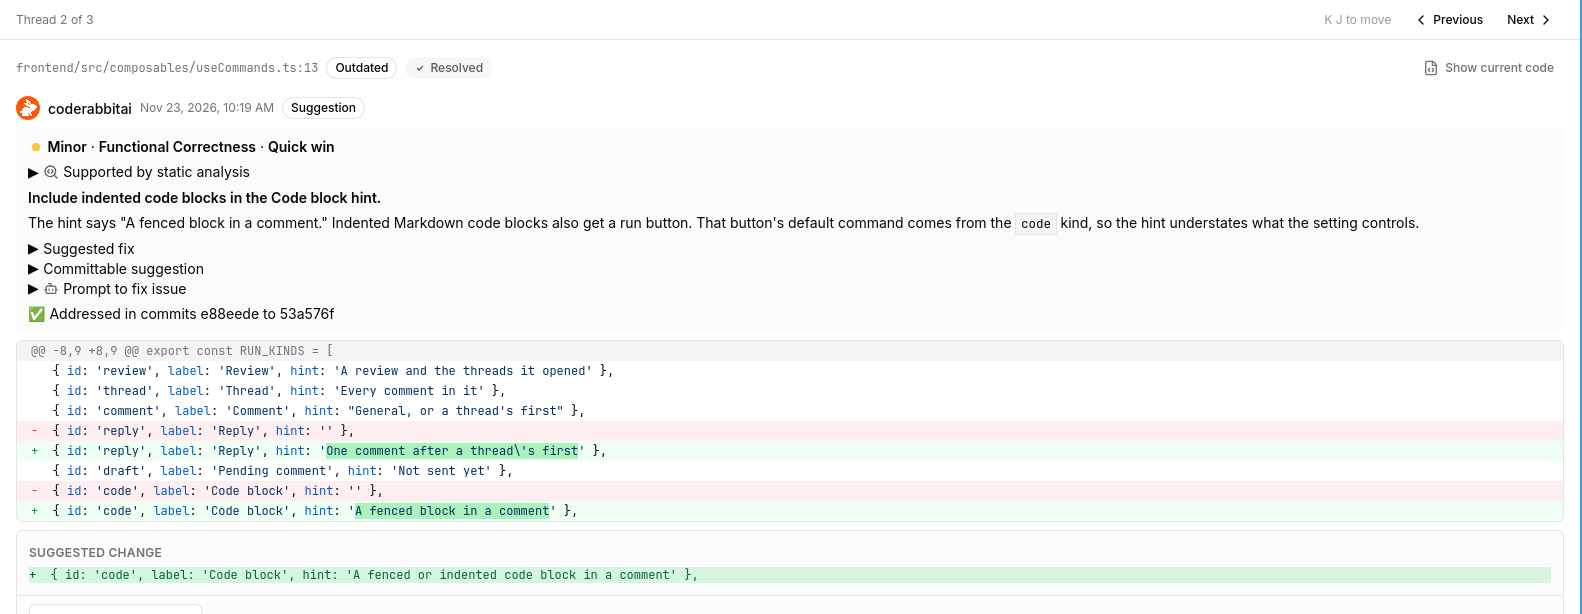 Thread 2 of 3
K J to move Previous Next
frontend/src/composables/useCommands.ts:13 Outdated ✓ Resolved Show current code
coderabbitai Nov 23, 2026, 10:19 AM Suggestion
Minor · Functional Correctness · Quick win
▶ Supported by static analysis
Include indented code blocks in the Code block hint.
The hint says "A fenced block in a comment." Indented Markdown code blocks also get a run button. That button's default command comes from the code kind, so the hint understates what the setting controls.
▶ Suggested fix
▶ Committable suggestion
▶ Prompt to fix issue
✅ Addressed in commits e88eede to 53a576f
@@ -8,9 +8,9 @@ export const RUN_KINDS = [
{ id: 'review', label: 'Review', hint: 'A review and the threads it opened' },
{ id: 'thread', label: 'Thread', hint: 'Every comment in it' },
{ id: 'comment', label: 'Comment', hint: "General, or a thread's first" },
- { id: 'reply', label: 'Reply', hint: '' },
+ { id: 'reply', label: 'Reply', hint: 'One comment after a thread\'s first' },
{ id: 'draft', label: 'Pending comment', hint: 'Not sent yet' },
- { id: 'code', label: 'Code block', hint: '' },
+ { id: 'code', label: 'Code block', hint: 'A fenced block in a comment' },
SUGGESTED CHANGE
+ { id: 'code', label: 'Code block', hint: 'A fenced or indented code block in a comment' },